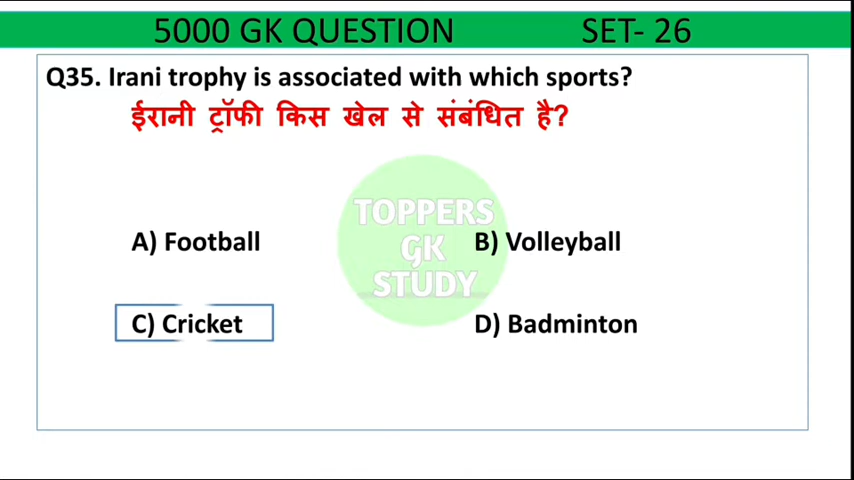 5000 GK QUESTION SET- 26
Q35. Irani trophy is associated with which sports?
ईरानी ट्रॉफी किस खेल से संबंधित है?
TOPPERS
GK
STUDY
A) Football B) Volleyball
C) Cricket D) Badminton